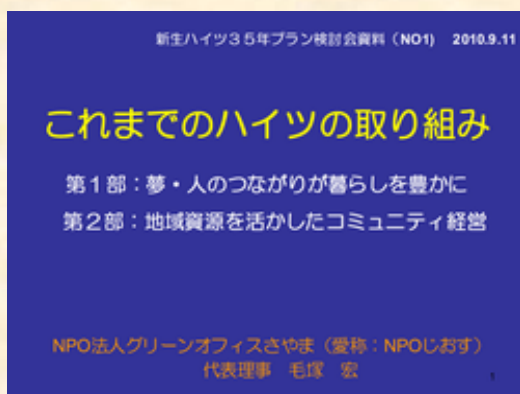 新生ハイツ３５年プラン検討会資料（NO1） 2010.9.11
これまでのハイツの取り組み
第１部：夢・人のつながりが暮らしを豊かに
第２部：地域資源を活かしたコミュニティ経営
NPO法人グリーンオフィスさやま（愛称：NPOじおす）
代表理事 毛塚 宏
1